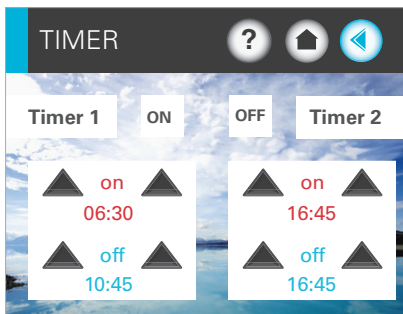 TIMER ?
Timer 1 ON OFF Timer 2
on on
06:30 16:45
off off
10:45 16:45